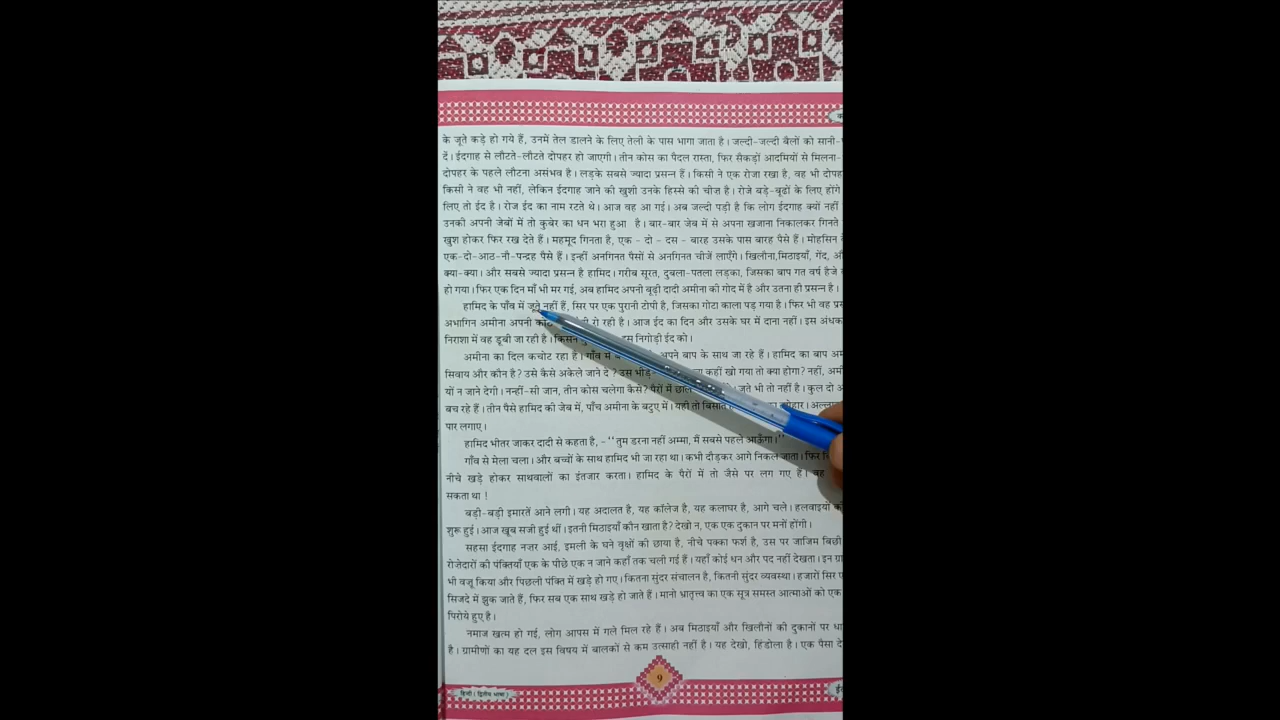 के जूते कड़े हो गये हैं, उनमें तेल डालने के लिए तेली के पास भागा जाता है। जल्दी-जल्दी बैलों को सानी-
दें। ईदगाह से लौटते-लौटते दोपहर हो जाएगी। तीन कोस का पैदल रास्ता, फिर सैकड़ों आदमियों से मिलना-
दोपहर के पहले लौटना असंभव है। लड़के सबसे ज्यादा प्रसन्न हैं। किसी ने एक रोजा रखा है, वह भी दोपह
किसी ने वह भी नहीं, लेकिन ईदगाह जाने की खुशी उनके हिस्से की चीज़ है। रोजे बड़े-बूढों के लिए होंगे
लिए तो ईद है। रोज ईद का नाम रटते थे। आज वह आ गई। अब जल्दी पड़ी है कि लोग ईदगाह क्यों नहीं
उनकी अपनी जेबों में तो कुबेर का धन भरा हुआ है। बार-बार जेब में से अपना खजाना निकालकर गिनते
खुश होकर फिर रख देते हैं। महमूद गिनता है, एक - दो - दस - बारह उसके पास बारह पैसे हैं। मोहसिन
एक-दो-आठ-नौ-पन्द्रह पैसे हैं। इन्हीं अनगिनत पैसों से अनगिनत चीजें लाएँगे। खिलौना,मिठाइयाँ, गेंद,
क्या-क्या। और सबसे ज्यादा प्रसन्न है हामिद। गरीब सूरत, दुबला-पतला लड़का, जिसका बाप गत वर्ष हैजे
हो गया। फिर एक दिन माँ भी मर गई, अब हामिद अपनी बूढ़ी दादी अमीना की गोद में है और उतना ही प्रसन्न है।
हामिद के पाँव में जूते नहीं हैं, सिर पर एक पुरानी टोपी है, जिसका गोटा काला पड़ गया है। फिर भी वह प्र
अभागिन अमीना अपनी रो रही है। आज ईद का दिन और उसके घर में दाना नहीं। इस अंधक
निराशा में वह डूबी जा रही है। किसने इस निगोड़ी ईद को।
अमीना का दिल कचोट रहा है। गाँव में अपने बाप के साथ जा रहे हैं। हामिद का बाप अम
सिवाय और कौन है? उसे कैसे अकेले जाने दे? उस भीड़- कहीं खो गया तो क्या होगा? नहीं, अमी
यों न जाने देगी। नन्हीं-सी जान, तीन कोस चलेगा कैसे? पैरों में जूते भी तो नहीं है। कुल दो
बच रहे हैं। तीन पैसे हामिद की जेब में, पाँच अमीना के बटुए में। यही तो बिसात अल्ला
पार लगाए।
हामिद भीतर जाकर दादी से कहता है, -‘‘तुम डरना नहीं अम्मा, मैं सबसे पहले आऊँगा।’’
गाँव से मेला चला। और बच्चों के साथ हामिद भी जा रहा था। कभी दौड़कर आगे निकल जाता। फिर
नीचे खड़े होकर साथवालों का इंतजार करता। हामिद के पैरों में तो जैसे पर लग गए हैं। वह
सकता था !
बड़ी-बड़ी इमारतें आने लगी। यह अदालत है, यह कॉलेज है, यह कलाघर है, आगे चले। हलवाइयों
शुरू हुई। आज खूब सजी हुई थीं। इतनी मिठाइयाँ कौन खाता है? देखो न, एक एक दुकान पर मनों होंगी।
सहसा ईदगाह नजर आई, इमली के घने वृक्षों की छाया है, नीचे पक्का फर्श है, उस पर जाजिम बिछी
रोजेदारों की पंक्तियाँ एक के पीछे एक न जाने कहाँ तक चली गई हैं। यहाँ कोई धन और पद नहीं देखता। इन ग्रा
भी वजू किया और पिछली पंक्ति में खड़े हो गए। कितना सुंदर संचालन है, कितनी सुंदर व्यवस्था। हजारों सिर
सिजदे में झुक जाते हैं, फिर सब एक साथ खड़े हो जाते हैं। मानो भ्रातृत्त्व का एक सूत्र समस्त आत्माओं को एक
पिरोये हुए है।
नमाज खत्म हो गई, लोग आपस में गले मिल रहे हैं। अब मिठाइयाँ और खिलौनों की दुकानों पर धा
है। ग्रामीणों का यह दल इस विषय में बालकों से कम उत्साही नहीं है। यह देखो, हिंडोला है। एक पैसा दे
9
हिन्दी (द्वितीय भाषा)